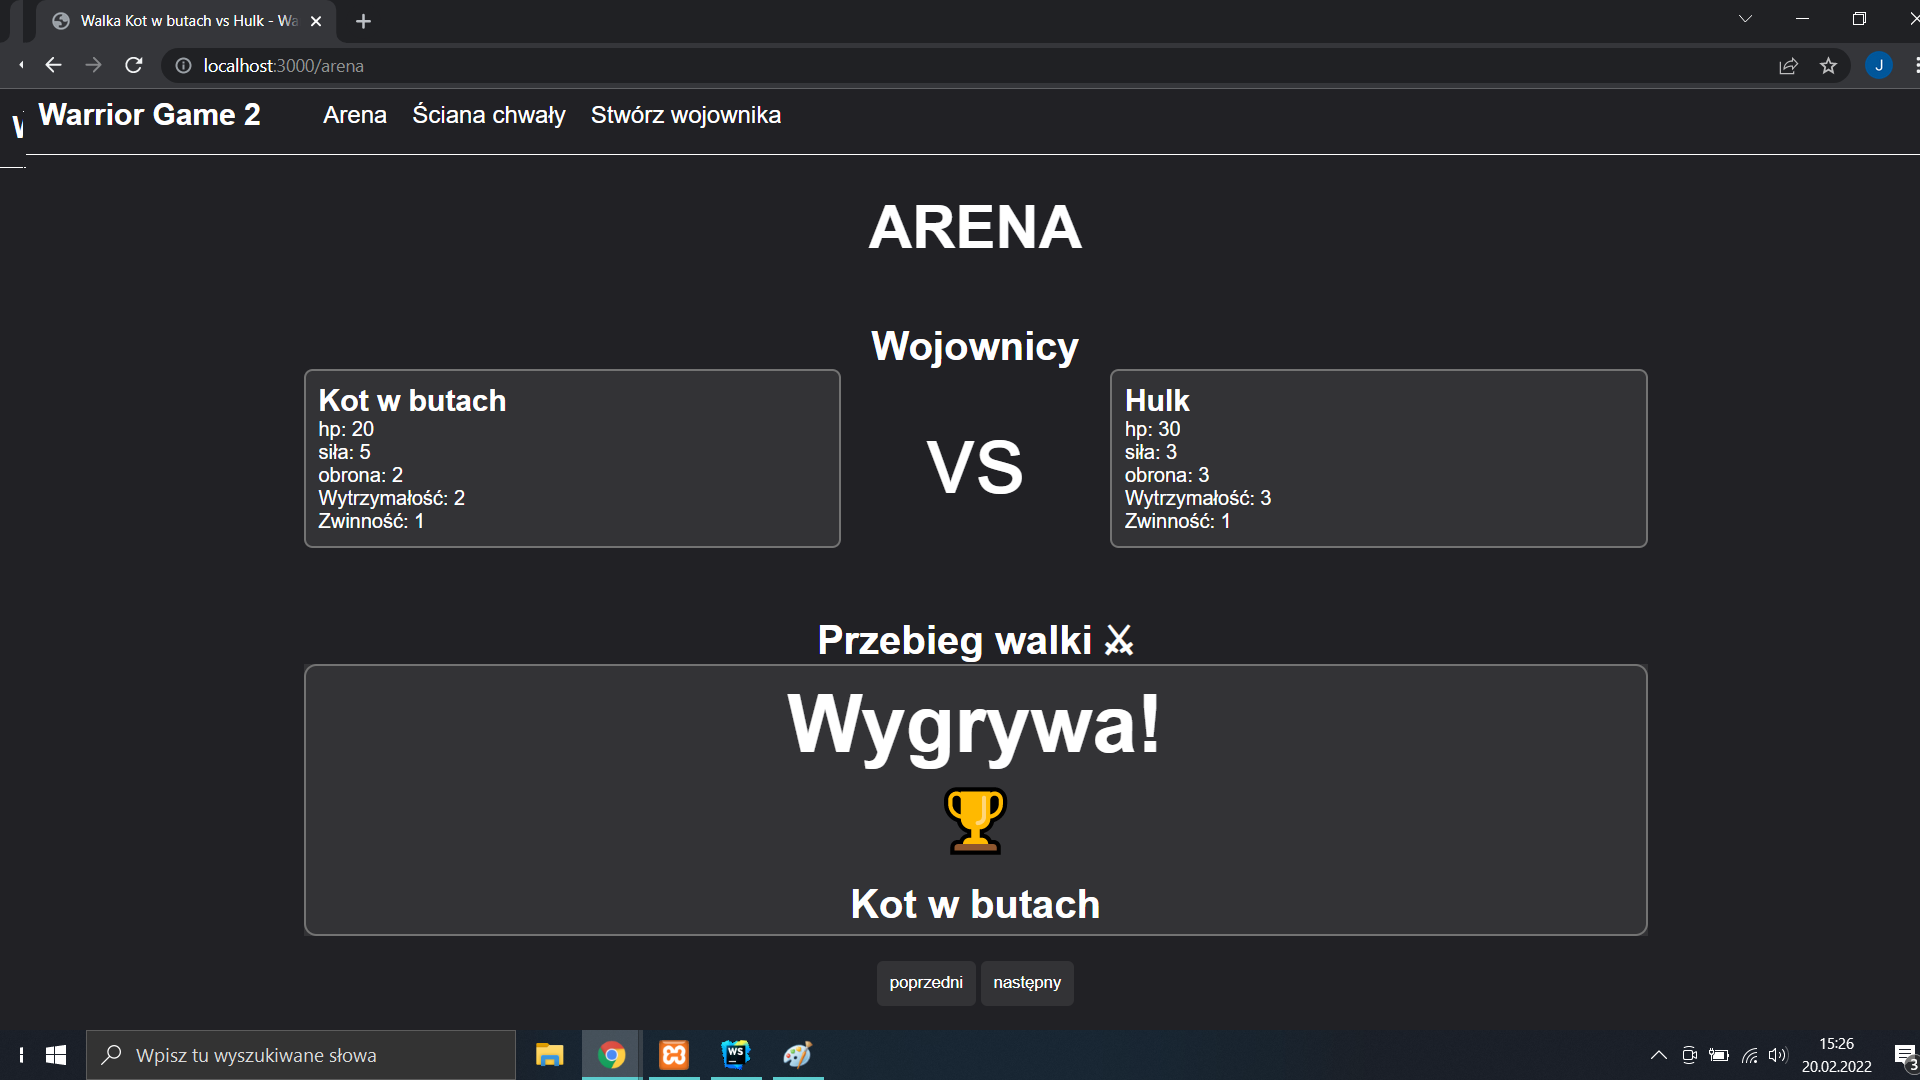 Walka Kot w butach vs Hulk - Wa
localhost:3000/arena
J
Warrior Game 2 Arena Ściana chwały Stwórz wojownika
ARENA
Wojownicy
Kot w butach
hp: 20
siła: 5
obrona: 2
Wytrzymałość: 2
Zwinność: 1
VS
Hulk
hp: 30
siła: 3
obrona: 3
Wytrzymałość: 3
Zwinność: 1
Przebieg walki
Wygrywa!
Kot w butach
poprzedni następny
Wpisz tu wyszukiwane słowa
WS
15:26
20.02.2022
3